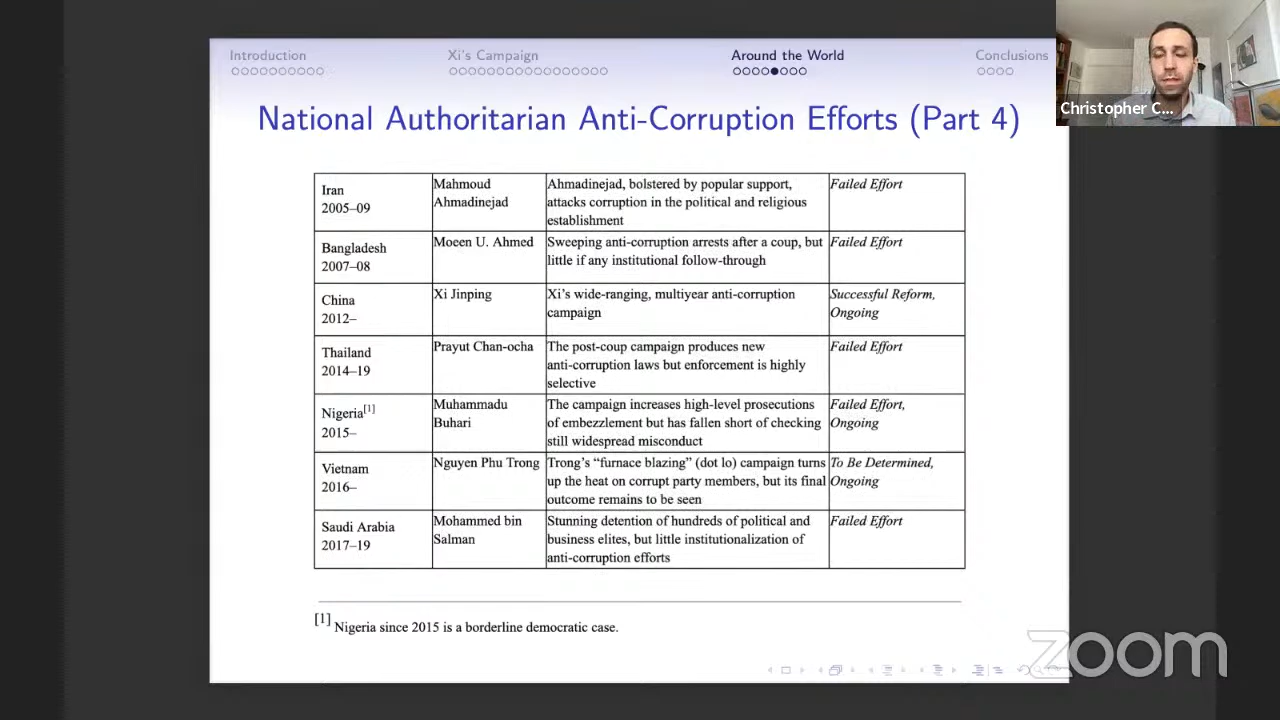 Introduction
Xi's Campaign
Around the World
Conclusions
Christopher C...
National Authoritarian Anti-Corruption Efforts (Part 4)
Iran
2005–09
Mahmoud
Ahmadinejad
Ahmadinejad, bolstered by popular support,
attacks corruption in the political and religious
establishment
Failed Effort
Bangladesh
2007–08
Moeen U. Ahmed
Sweeping anti-corruption arrests after a coup, but
little if any institutional follow-through
Failed Effort
China
2012–
Xi Jinping
Xi's wide-ranging, multiyear anti-corruption
campaign
Successful Reform,
Ongoing
Thailand
2014–19
Prayut Chan-ocha
The post-coup campaign produces new
anti-corruption laws but enforcement is highly
selective
Failed Effort
Nigeria[1]
2015–
Muhammadu
Buhari
The campaign increases high-level prosecutions
of embezzlement but has fallen short of checking
still widespread misconduct
Failed Effort,
Ongoing
Vietnam
2016–
Nguyen Phu Trong
Trong's “furnace blazing” (dot lo) campaign turns
up the heat on corrupt party members, but its final
outcome remains to be seen
To Be Determined,
Ongoing
Saudi Arabia
2017–19
Mohammed bin
Salman
Stunning detention of hundreds of political and
business elites, but little institutionalization of
anti-corruption efforts
Failed Effort
[1] Nigeria since 2015 is a borderline democratic case.
zoom